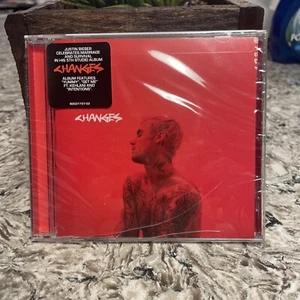 JUSTIN BIEBER
CELEBRATES MARRIAGE
AND SURVIVAL
IN HIS 5TH STUDIO ALBUM
CHANGES
ALBUM FEATURES
"YUMMY", "GET ME"
FT. KEHLANI AND
"INTENTIONS"
CHANGES